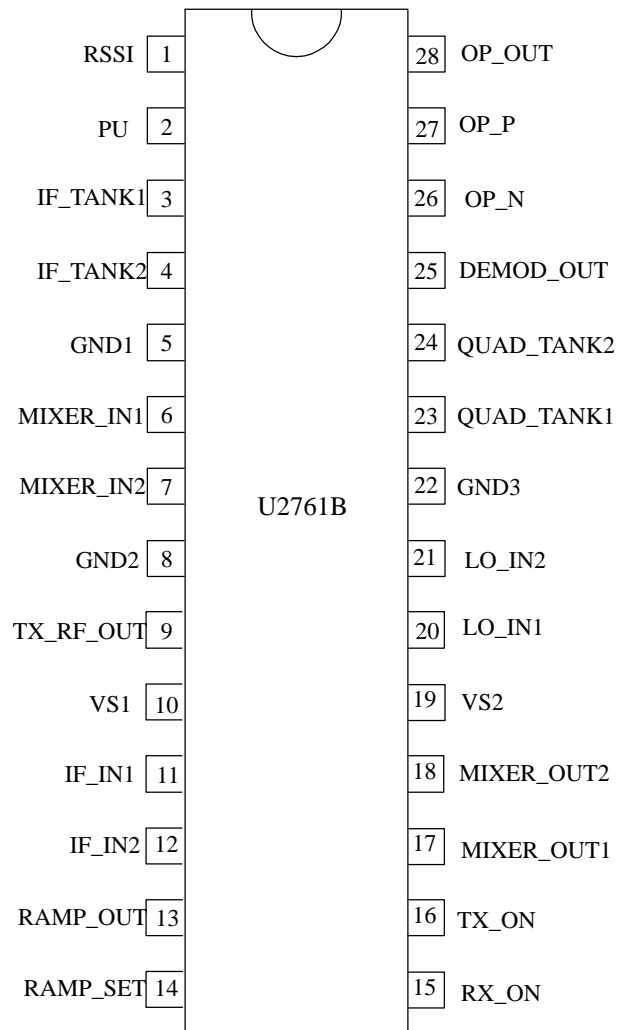 RSSI 1 28 OP_OUT
PU 2 27 OP_P
IF_TANK1 3 26 OP_N
IF_TANK2 4 25 DEMOD_OUT
GND1 5 24 QUAD_TANK2
MIXER_IN1 6 23 QUAD_TANK1
MIXER_IN2 7 22 GND3
U2761B
GND2 8 21 LO_IN2
TX_RF_OUT 9 20 LO_IN1
VS1 10 19 VS2
IF_IN1 11 18 MIXER_OUT2
IF_IN2 12 17 MIXER_OUT1
RAMP_OUT 13 16 TX_ON
RAMP_SET 14 15 RX_ON